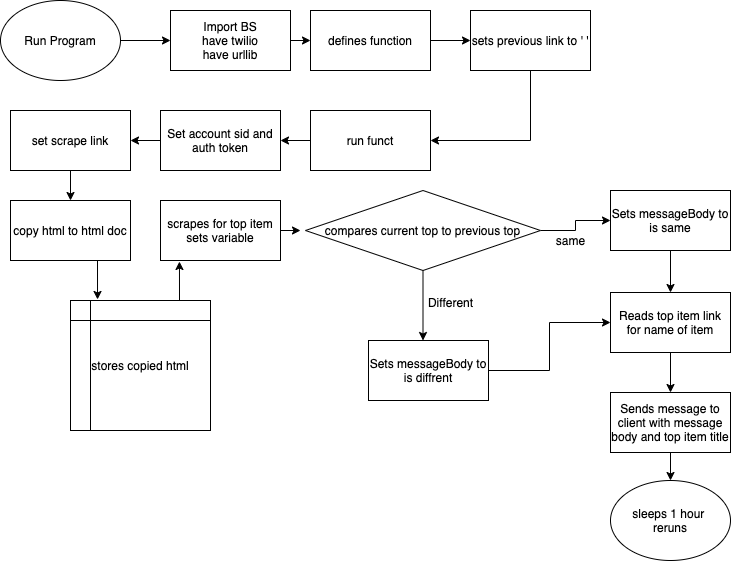 Run Program
Import BS
have twilio
have urllib
defines function
sets previous link to ' '
set scrape link
Set account sid and
auth token
run funct
copy html to html doc
scrapes for top item
sets variable
compares current top to previous top
same
Sets messageBody to
is same
Different
Reads top item link
for name of item
stores copied html
Sets messageBody to
is diffrent
Sends message to
client with message
body and top item title
sleeps 1 hour
reruns